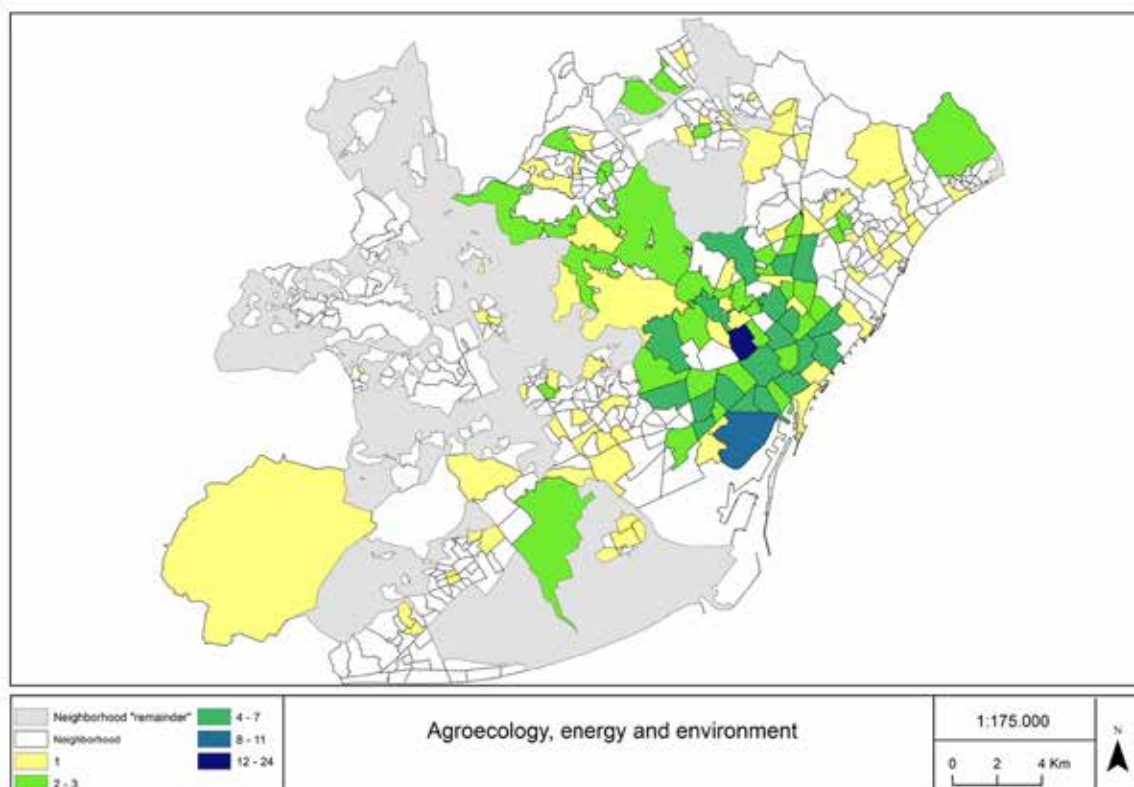 Neighborhood "remainder"
Neighborhood
1
2 - 3
4 - 7
8 - 11
12 - 24
Agroecology, energy and environment
1:175.000
0 2 4 Km
N